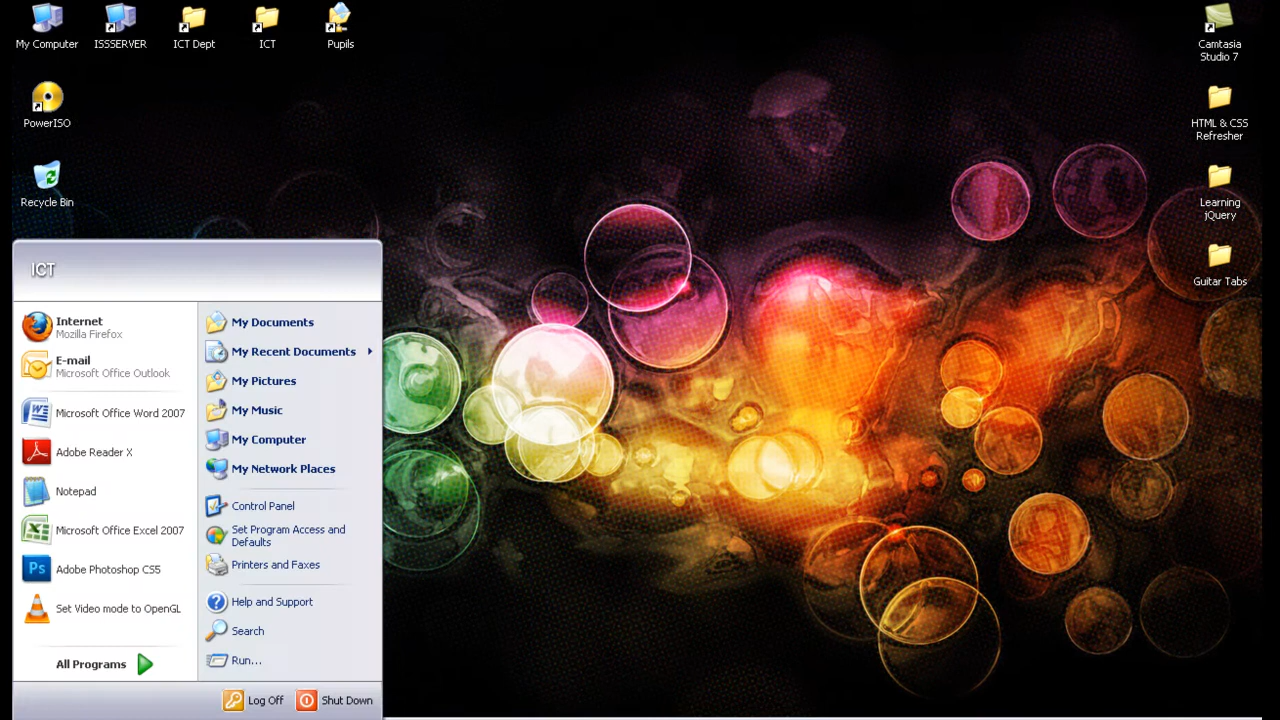 My Computer
ISSSERVER
ICT Dept
ICT
Pupils
Camtasia
Studio 7
PowerISO
HTML & CSS
Refresher
Recycle Bin
Learning
jQuery
Guitar Tabs
ICT
Internet
Mozilla Firefox
E-mail
Microsoft Office Outlook
Microsoft Office Word 2007
Adobe Reader X
Notepad
Microsoft Office Excel 2007
Adobe Photoshop CS5
Set Video mode to OpenGL
All Programs
My Documents
My Recent Documents
My Pictures
My Music
My Computer
My Network Places
Control Panel
Set Program Access and
Defaults
Printers and Faxes
Help and Support
Search
Run...
Log Off
Shut Down